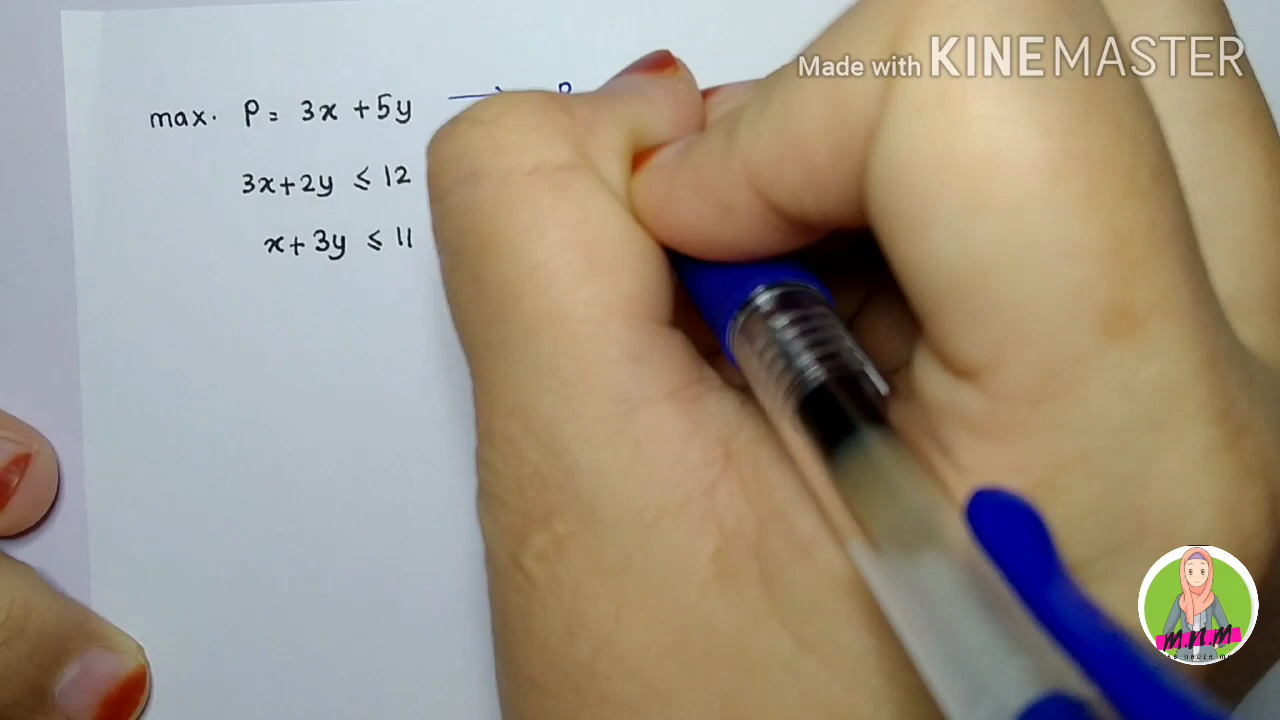 Made with KINEMASTER
max. P = 3x + 5y → P
3x + 2y ≤ 12
x + 3y ≤ 11
M.N.M